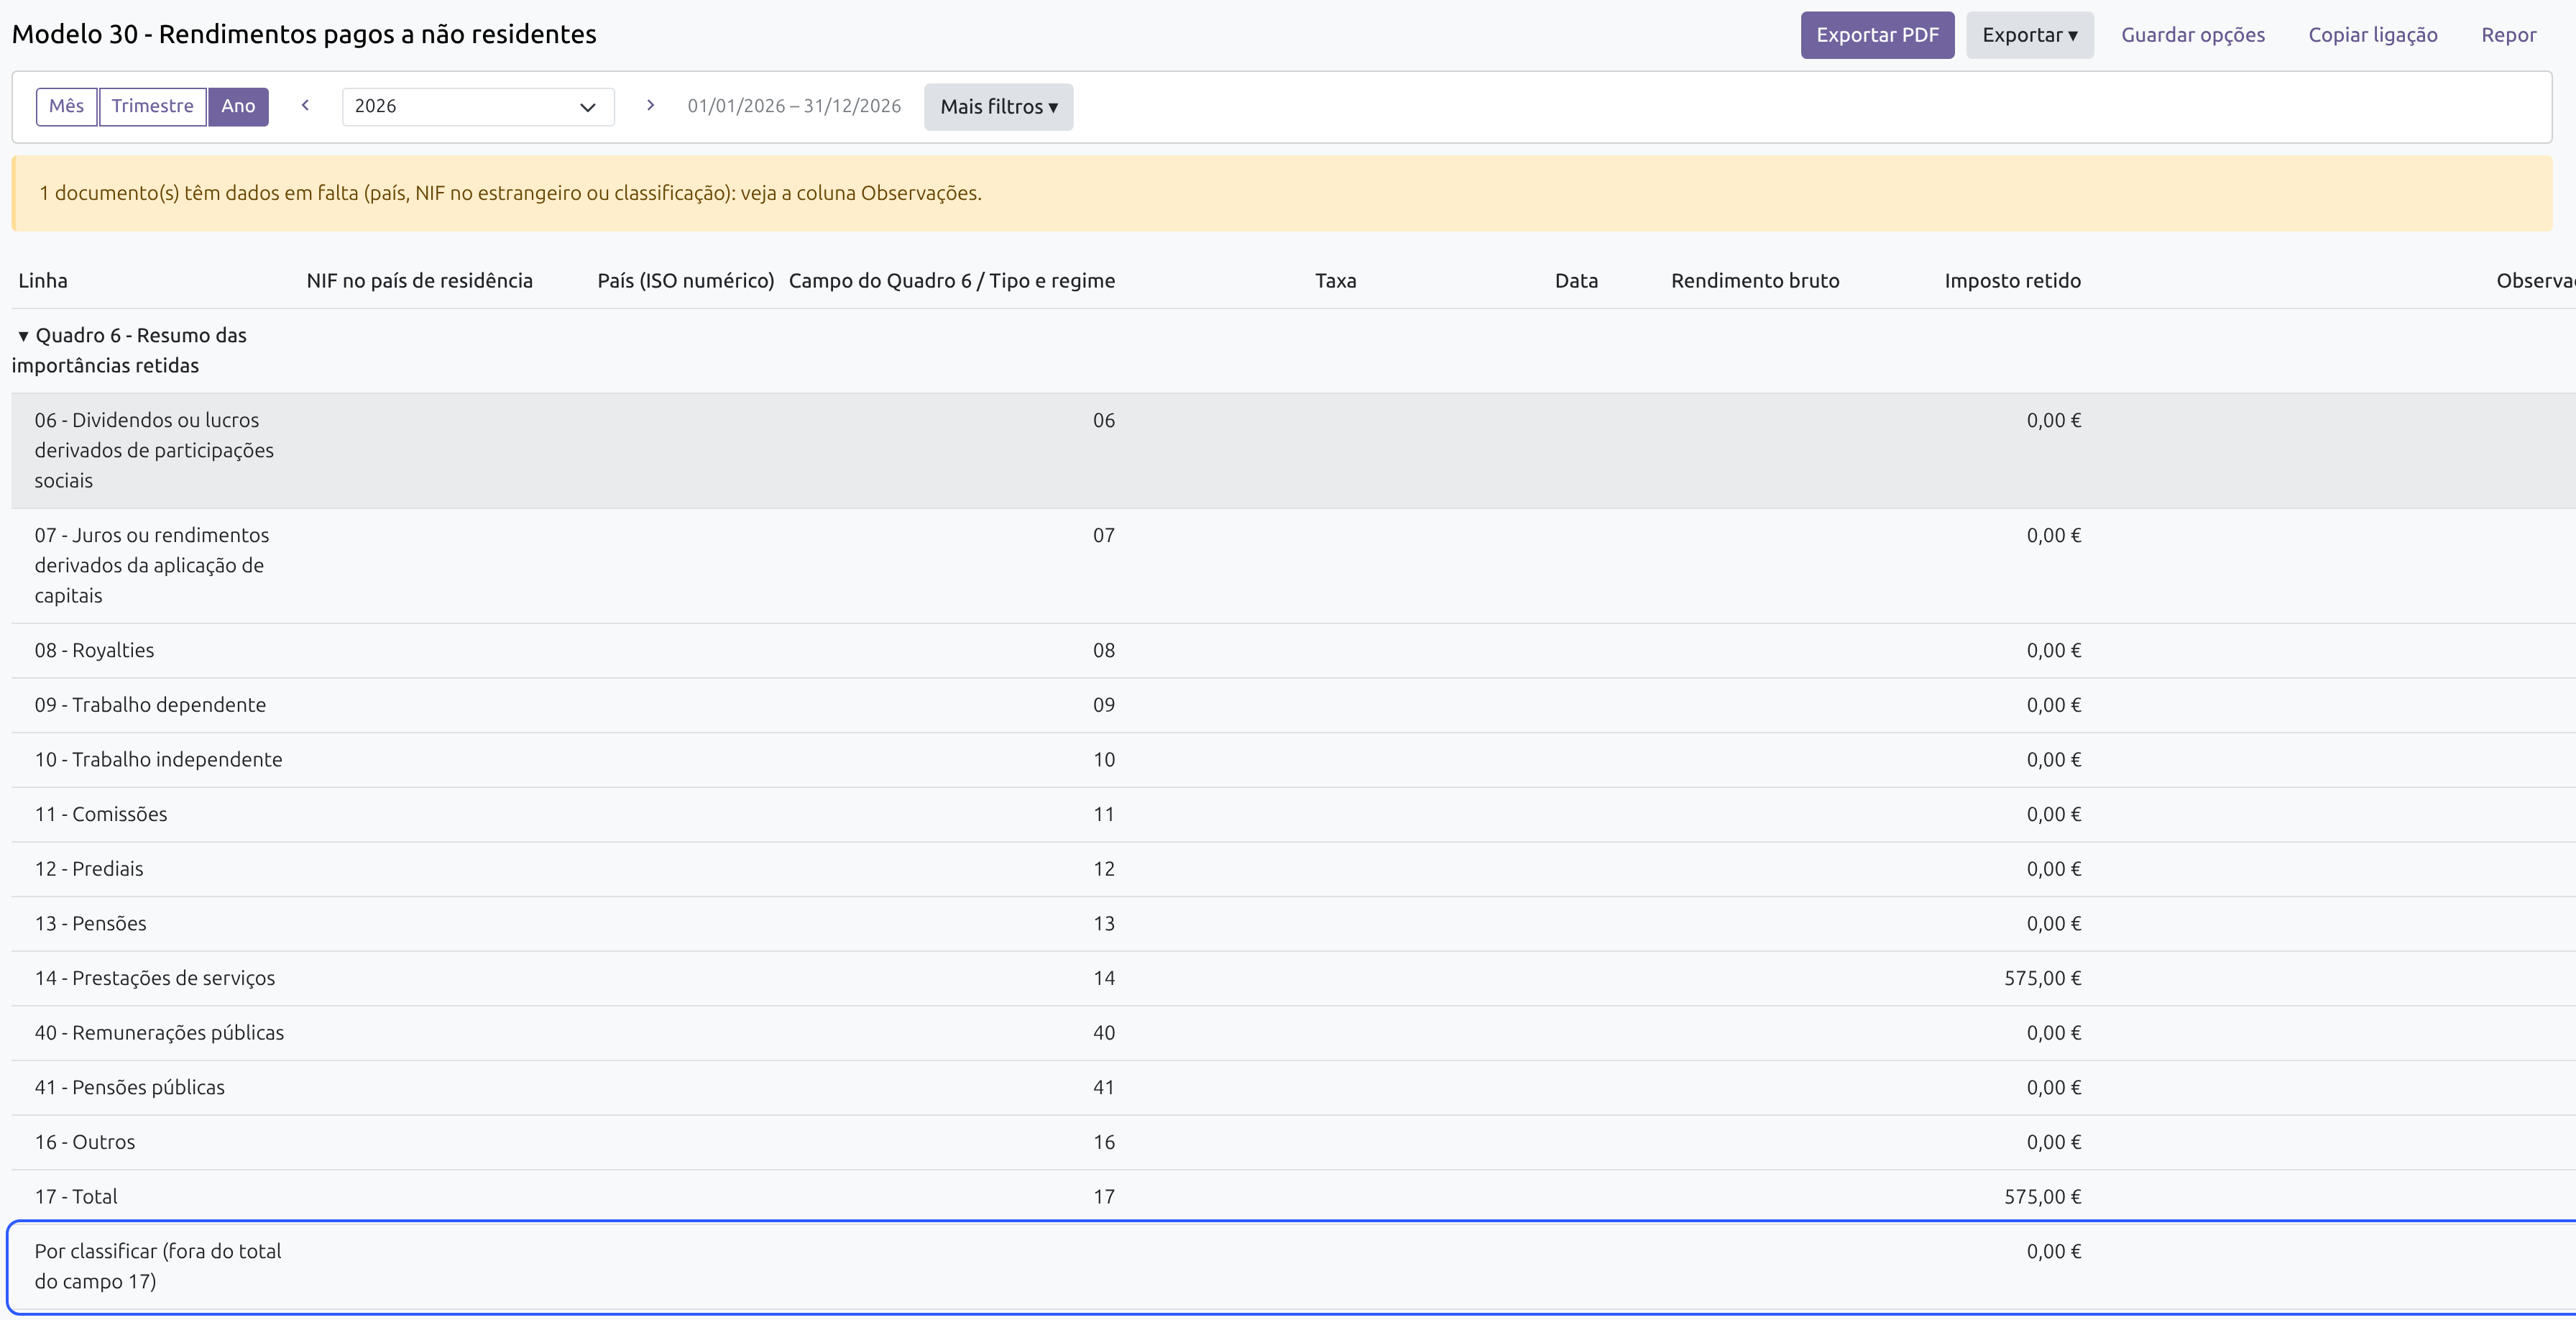 Modelo 30 - Rendimentos pagos a não residentes
Exportar PDF
Exportar ▾
Guardar opções
Copiar ligação
Repor
Mês
Trimestre
Ano
2026
01/01/2026 – 31/12/2026
Mais filtros ▾
1 documento(s) têm dados em falta (país, NIF no estrangeiro ou classificação): veja a coluna Observações.
Linha NIF no país de residência País (ISO numérico) Campo do Quadro 6 / Tipo e regime Taxa Data Rendimento bruto Imposto retido
▾ Quadro 6 - Resumo das
importâncias retidas
06 - Dividendos ou lucros 06 0,00 €
derivados de participações
sociais
07 - Juros ou rendimentos 07 0,00 €
derivados da aplicação de
capitais
08 - Royalties 08 0,00 €
09 - Trabalho dependente 09 0,00 €
10 - Trabalho independente 10 0,00 €
11 - Comissões 11 0,00 €
12 - Prediais 12 0,00 €
13 - Pensões 13 0,00 €
14 - Prestações de serviços 14 575,00 €
40 - Remunerações públicas 40 0,00 €
41 - Pensões públicas 41 0,00 €
16 - Outros 16 0,00 €
17 - Total 17 575,00 €
Por classificar (fora do total 0,00 €
do campo 17)